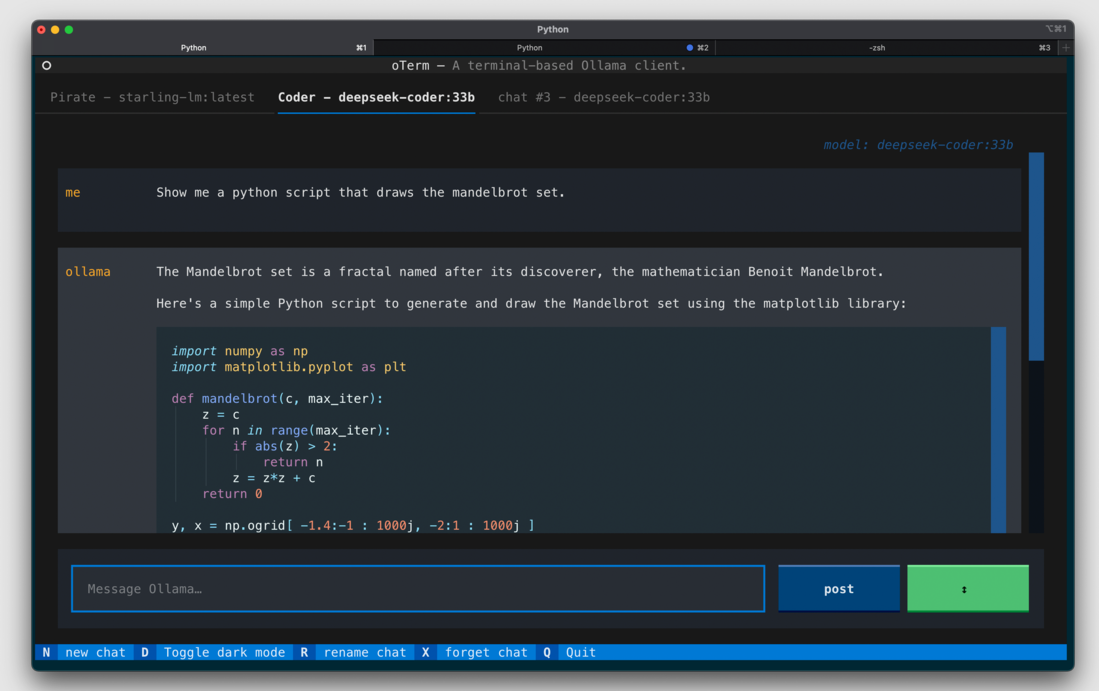 Python
⌥⌘1
Python ⌘1
Python ⌘2
-zsh ⌘3
oTerm — A terminal-based Ollama client.
Pirate - starling-lm:latest
Coder - deepseek-coder:33b
chat #3 - deepseek-coder:33b
model: deepseek-coder:33b
me
Show me a python script that draws the mandelbrot set.
ollama
The Mandelbrot set is a fractal named after its discoverer, the mathematician Benoit Mandelbrot.
Here's a simple Python script to generate and draw the Mandelbrot set using the matplotlib library:
import numpy as np
import matplotlib.pyplot as plt
def mandelbrot(c, max_iter):
    z = c
    for n in range(max_iter):
        if abs(z) > 2:
            return n
        z = z*z + c
    return 0
y, x = np.ogrid[ -1.4:-1 : 1000j, -2:1 : 1000j ]
Message Ollama…
post
↕
N new chat D Toggle dark mode R rename chat X forget chat Q Quit